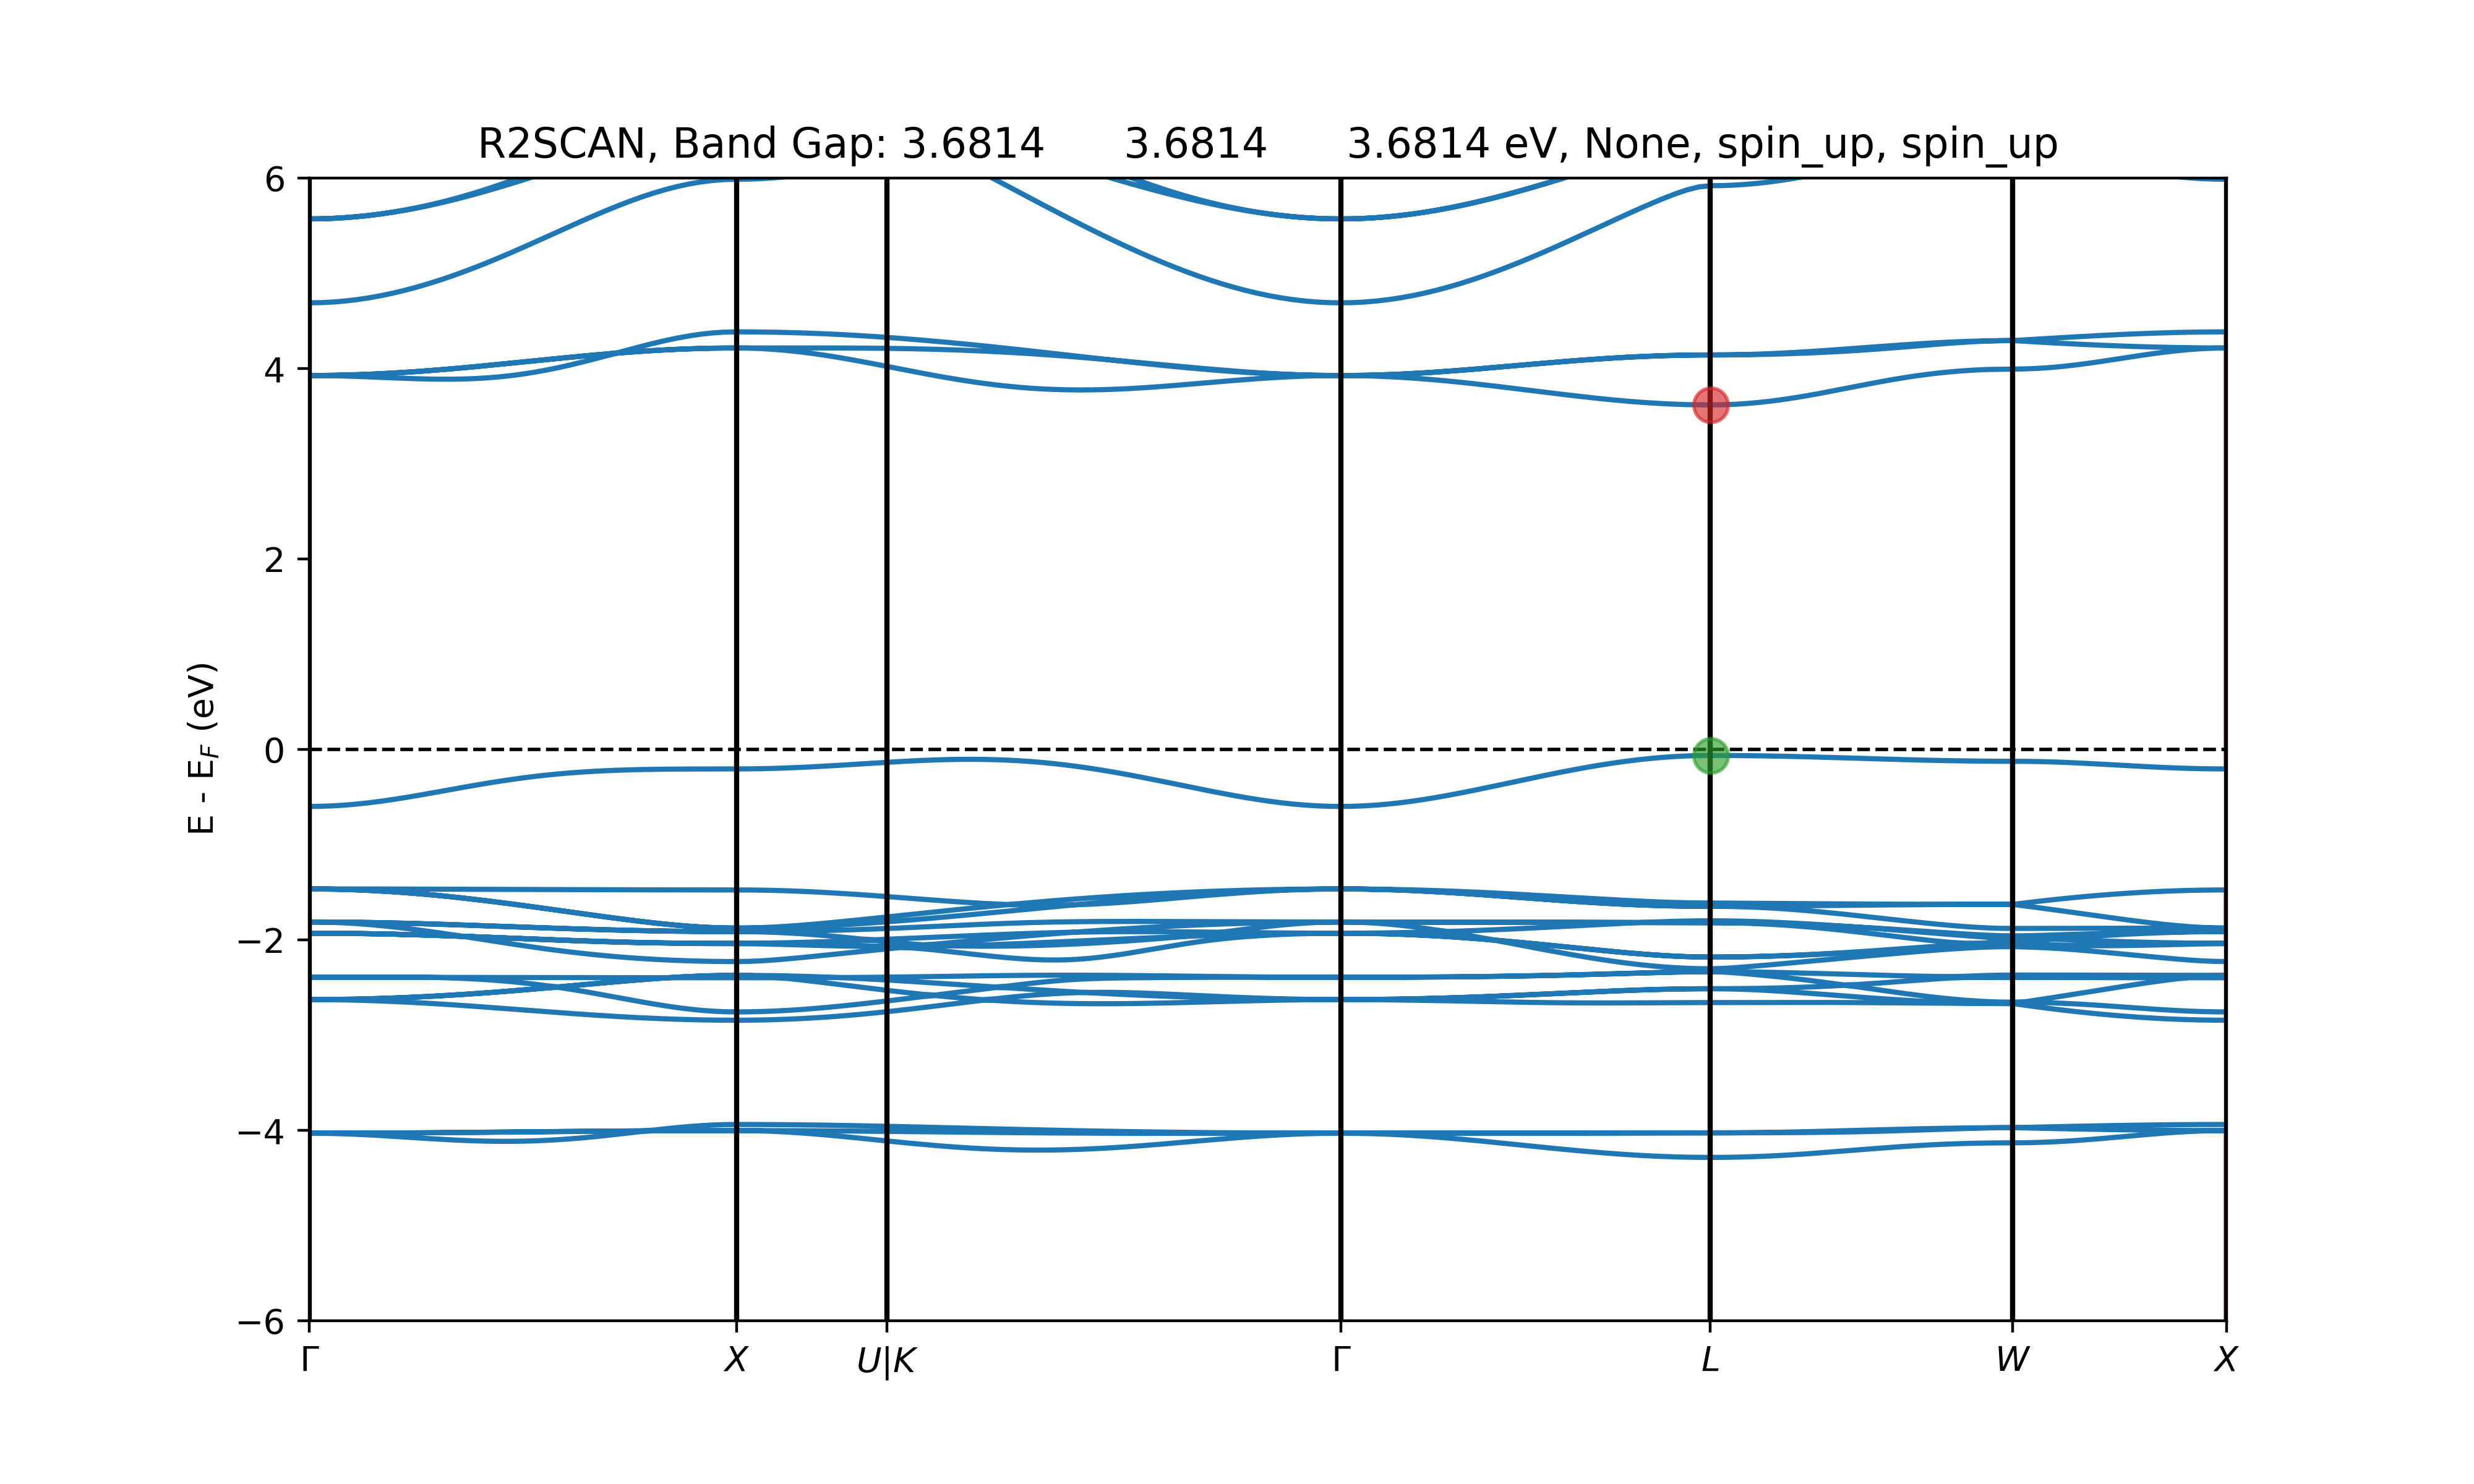 R2SCAN, Band Gap: 3.6814 3.6814 3.6814 eV, None, spin_up, spin_up
6
4
2
0
−2
−4
−6
E - E_F (eV)
Γ X U|K Γ L W X